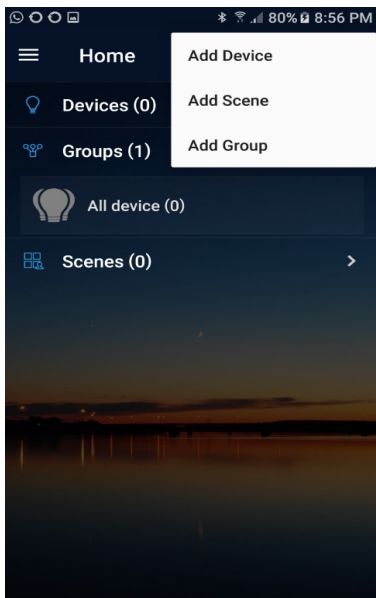 80% 8:56 PM
Home
Add Device
Add Scene
Add Group
Devices (0)
Groups (1)
All device (0)
Scenes (0)